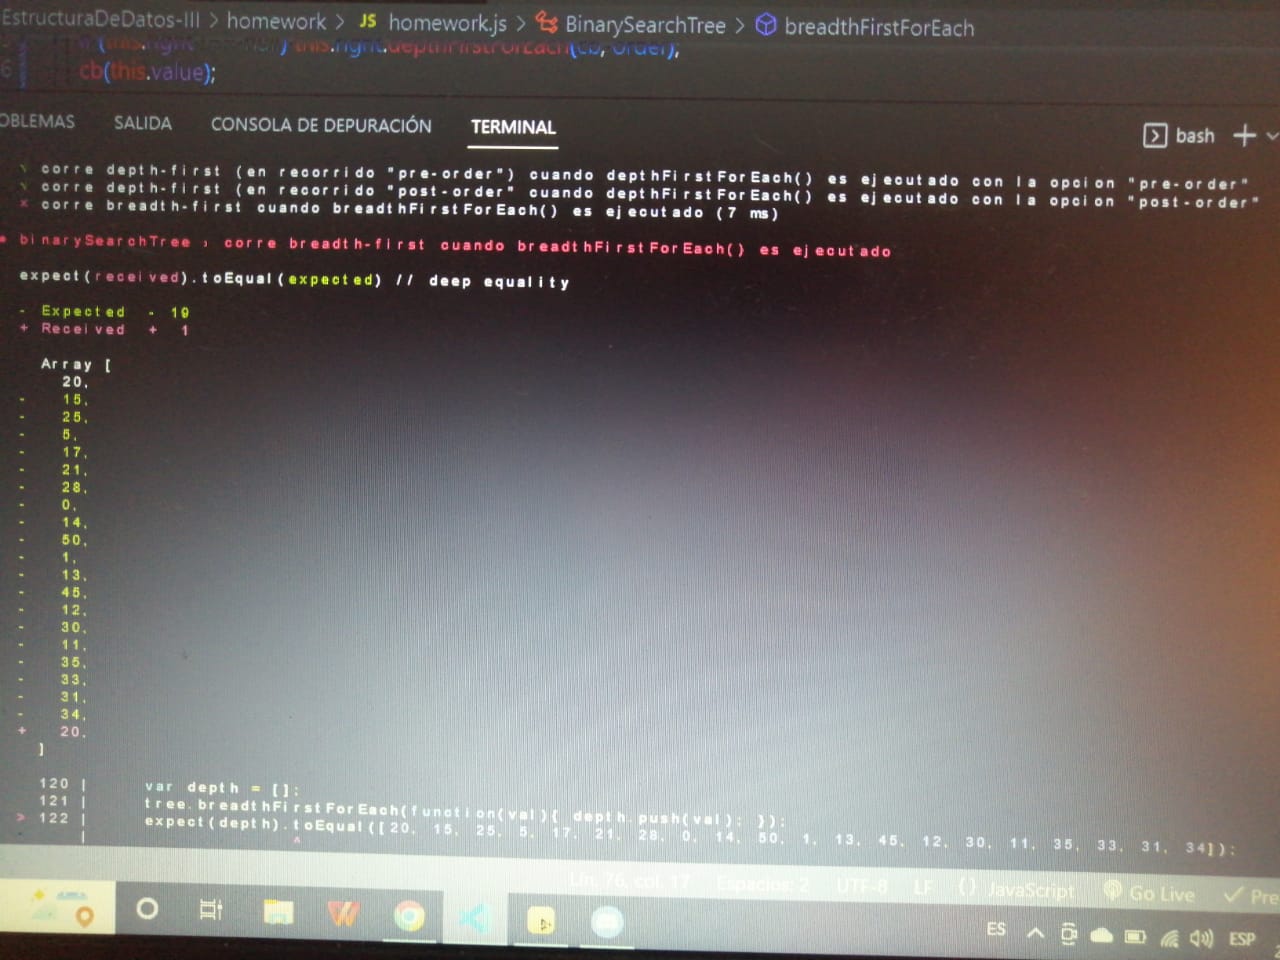 EstructuraDeDatos-III > homework > JS homework.js > BinarySearchTree > breadthFirstForEach
this.right.depthFirstForEach(cb, order);
6 cb(this.value);
OBLEMAS SALIDA CONSOLA DE DEPURACIÓN TERMINAL bash
√ corre depth-first (en recorrido "pre-order") cuando depthFirstForEach() es ejecutado con la opcion "pre-order"
√ corre depth-first (en recorrido "post-order" cuando depthFirstForEach() es ejecutado con la opcion "post-order"
× corre breadth-first cuando breadthFirstForEach() es ejecutado (7 ms)
● binarySearchTree › corre breadth-first cuando breadthFirstForEach() es ejecutado
expect(received).toEqual(expected) // deep equality
- Expected - 19
+ Received + 1
Array [
20,
- 15,
- 25,
- 5,
- 17,
- 21,
- 28,
- 0,
- 14,
- 50,
- 1,
- 13,
- 45,
- 12,
- 30,
- 11,
- 35,
- 33,
- 31,
- 34,
+ 20,
]
120 | var depth = [];
121 | tree.breadthFirstForEach(function(val){ depth.push(val); });
> 122 | expect(depth).toEqual([20, 15, 25, 5, 17, 21, 28, 0, 14, 50, 1, 13, 45, 12, 30, 11, 35, 33, 31, 34]);
| ^
Lín. 76, col. 17 Espacios: 2 UTF-8 LF {} JavaScript Go Live ✓ Pre
ES ESP